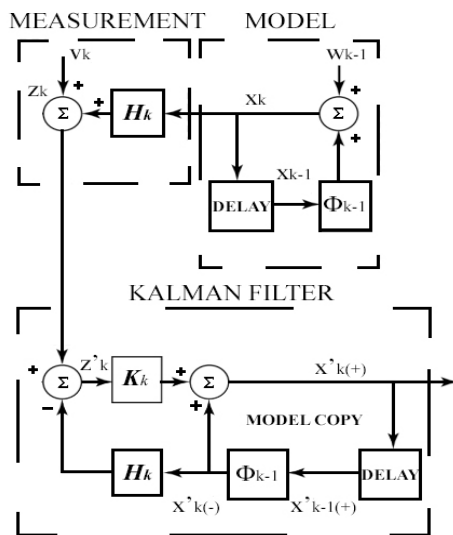 MEASUREMENT MODEL
Vk Wk-1
Zk + + Hk Xk + +
Σ Σ
Xk-1
DELAY Φk-1
KALMAN FILTER
+ Z'k Kk + X'k(+)
Σ Σ
− + MODEL COPY
Hk Φk-1 DELAY
X'k(-) X'k-1(+)